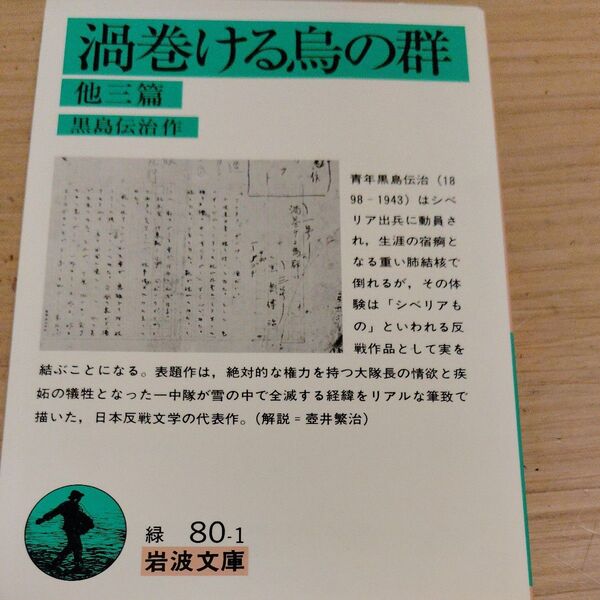 渦巻ける烏の群
他三篇
黒島伝治作
青年黒島伝治（18
98-1943）はシベ
リア出兵に動員さ
れ，生涯の宿痾と
なる重い肺結核で
倒れるが，その体
験は「シベリアも
の」といわれる反
戦作品として実を
結ぶことになる。表題作は，絶対的な権力を持つ大隊長の情欲と疾
妬の犠牲となった一中隊が雪の中で全滅する経緯をリアルな筆致で
描いた，日本反戦文学の代表作。（解説＝壺井繁治）
緑 80-1
岩波文庫